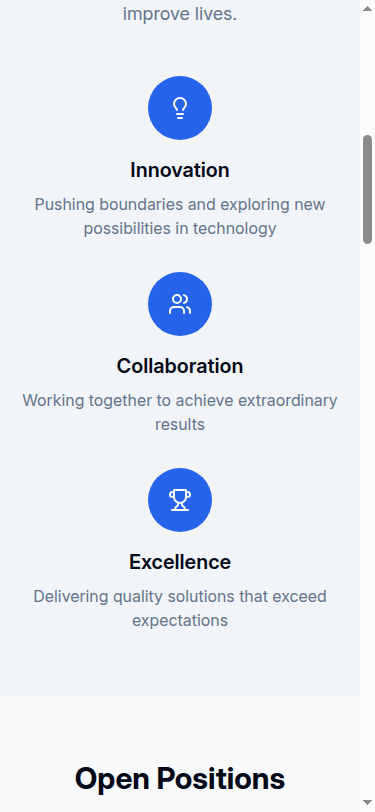 improve lives.
Innovation
Pushing boundaries and exploring new
possibilities in technology
Collaboration
Working together to achieve extraordinary
results
Excellence
Delivering quality solutions that exceed
expectations
Open Positions